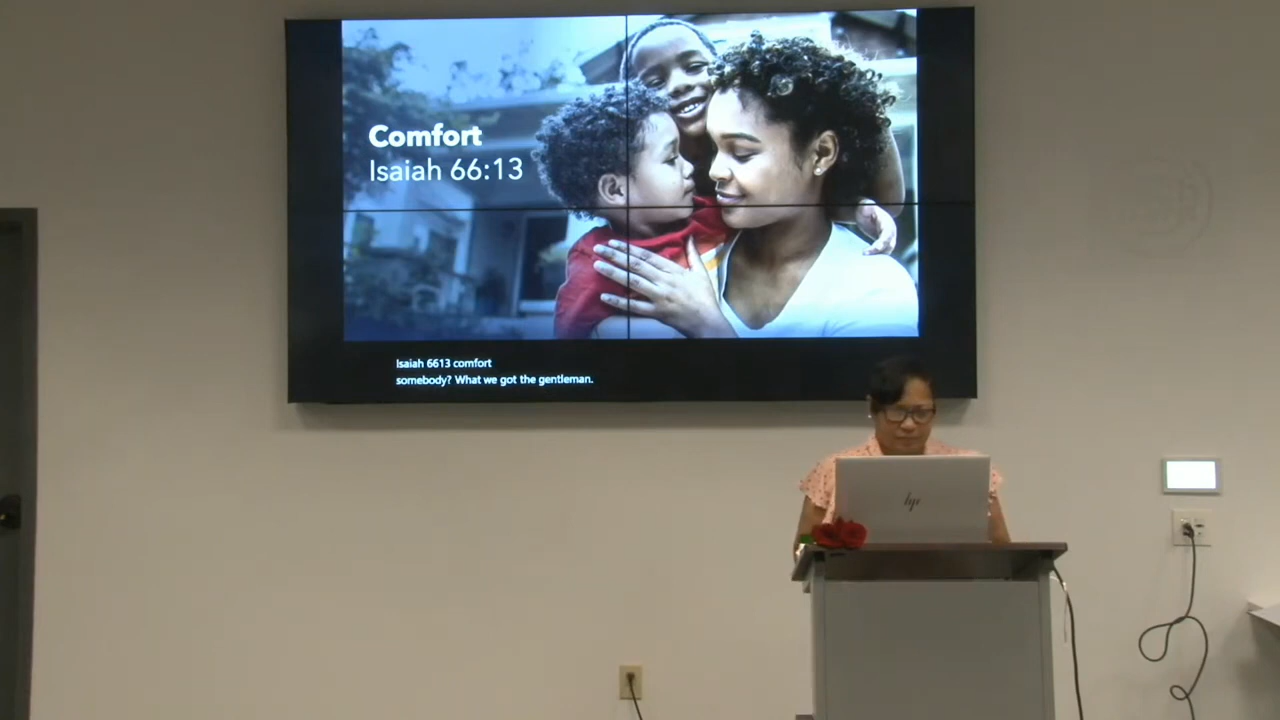 Comfort
Isaiah 66:13
Isaiah 6613 comfort
somebody? What we got the gentleman.
hp